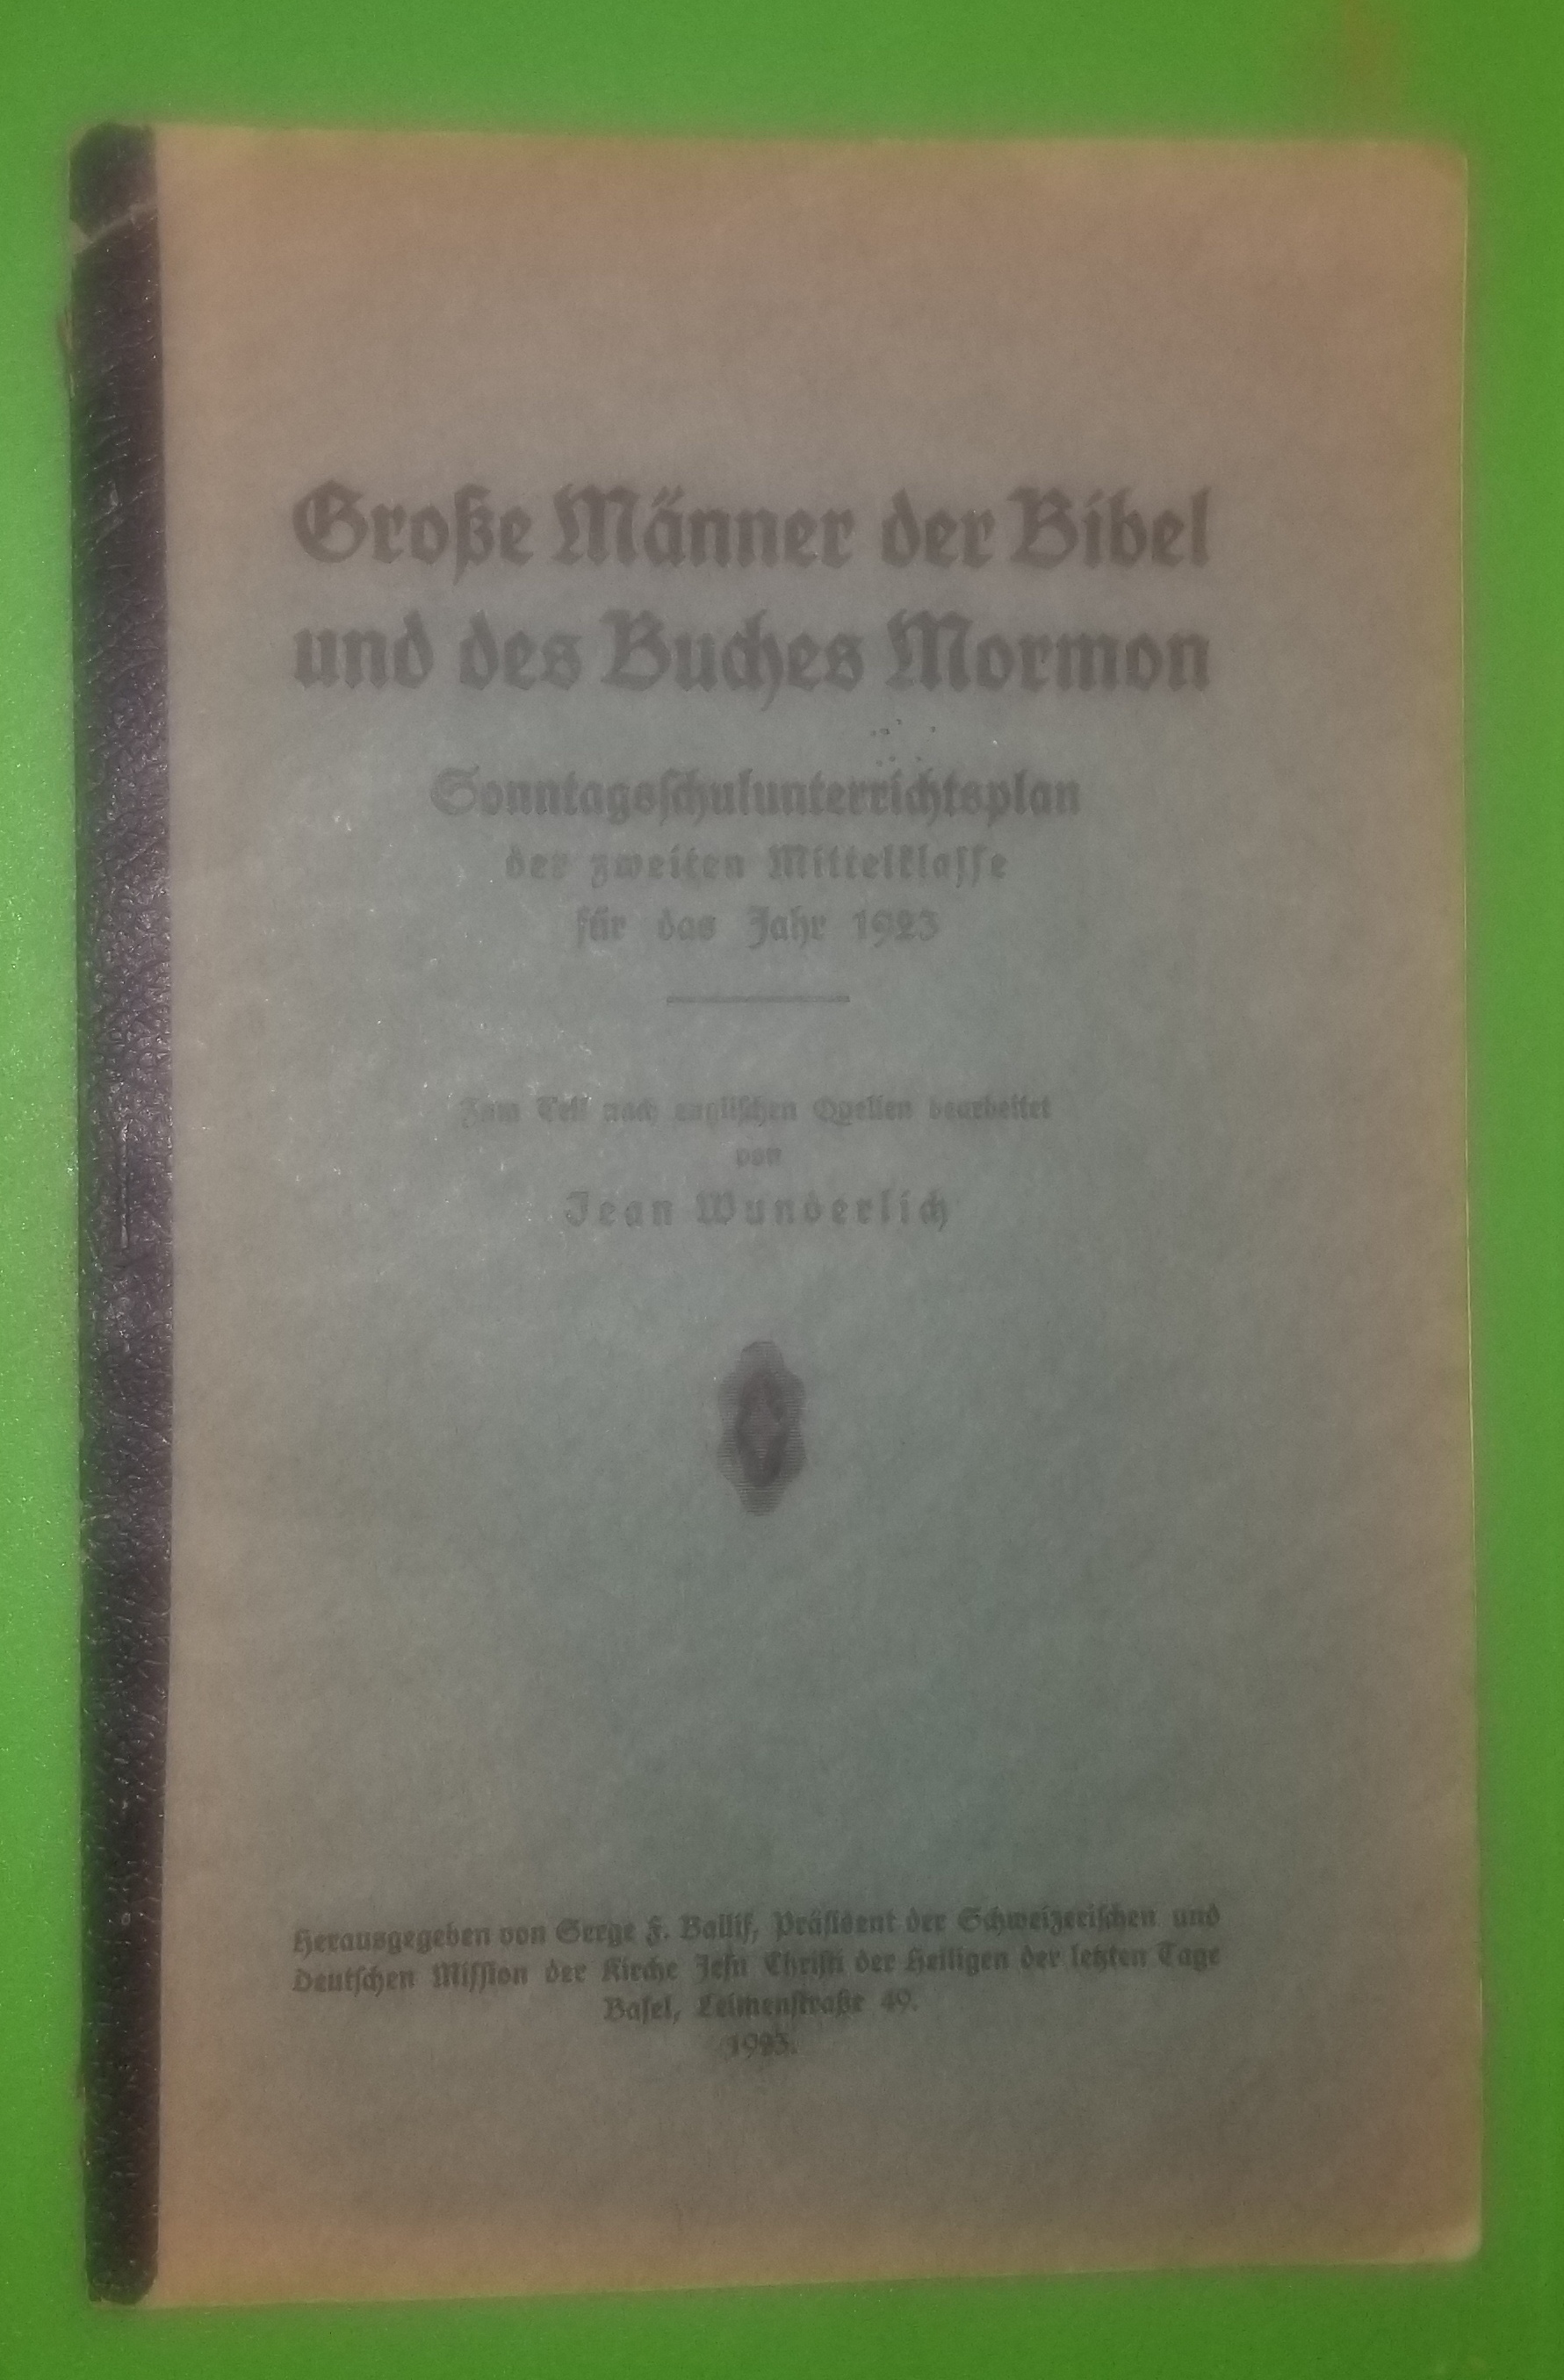 Große Männer der Bibel
und des Buches Mormon
Sonntagsschulunterrichtsplan
der zweiten Mittelklasse
für das Jahr 1923
Zum Teil nach englischen Quellen bearbeitet
von
Jean Wunderlich
Herausgegeben von Serge F. Ballif, Präsident der Schweizerischen und
Deutschen Mission der Kirche Jesu Christi der Heiligen der letzten Tage
Basel, Leimenstraße 49.
1923.